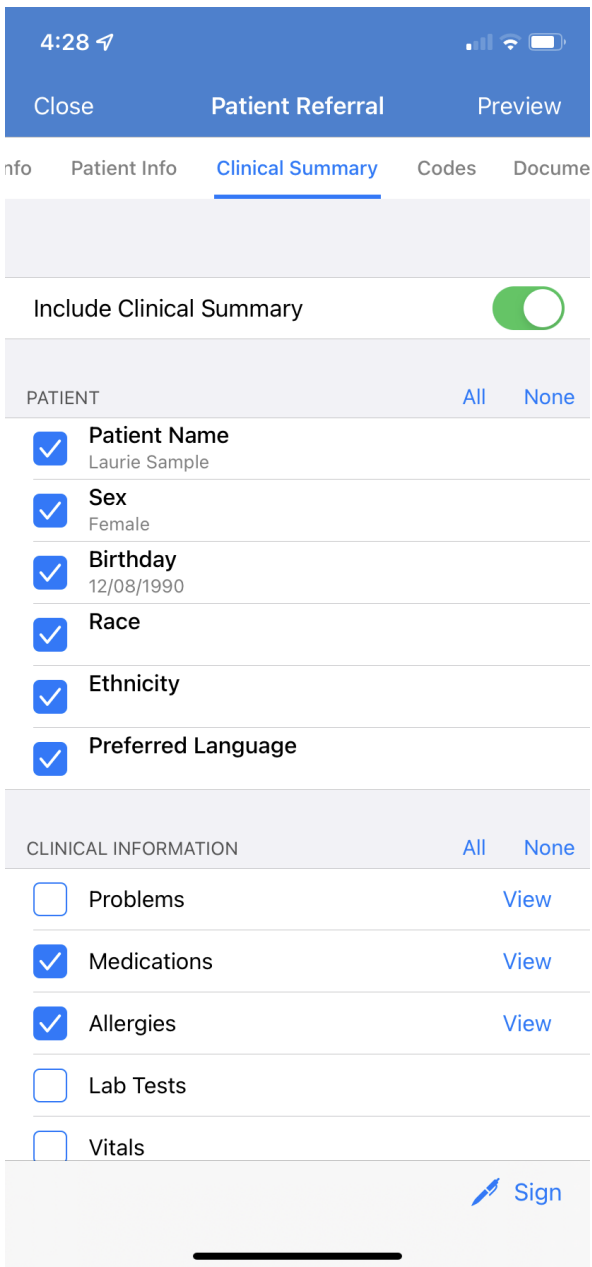 4:28
Close Patient Referral Preview
nfo Patient Info Clinical Summary Codes Docume
Include Clinical Summary
PATIENT All None
Patient Name
Laurie Sample
Sex
Female
Birthday
12/08/1990
Race
Ethnicity
Preferred Language
CLINICAL INFORMATION All None
Problems View
Medications View
Allergies View
Lab Tests
Vitals
Sign